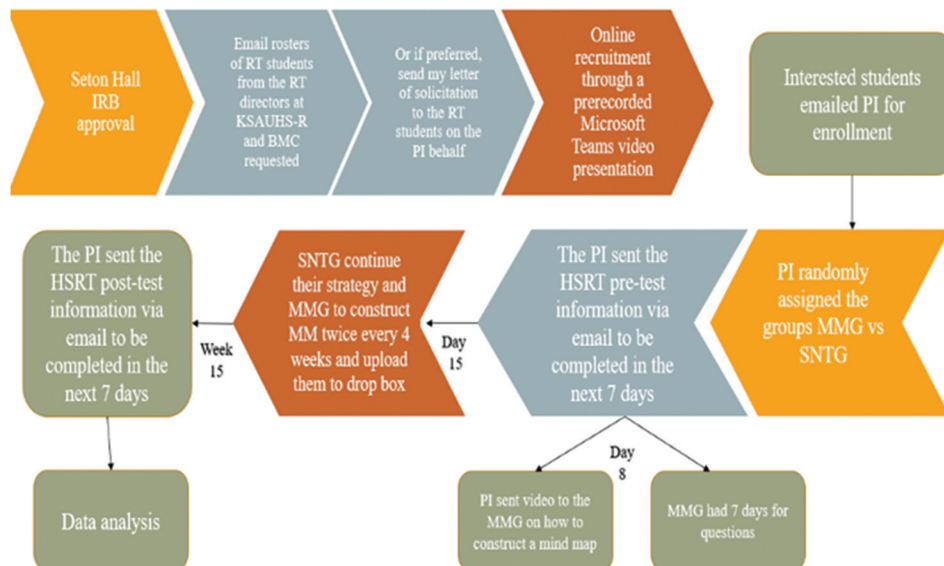 Seton Hall
IRB
approval
Email rosters
of RT students
from the RT
directors at
KSAUHS-R
and BMC
requested
Or if preferred,
send my letter
of solicitation
to the RT
students on the
PI behalf
Online
recruitment
through a
prerecorded
Microsoft
Teams video
presentation
Interested students
emailed PI for
enrollment
PI randomly
assigned the
groups MMG vs
SNTG
The PI sent the
HSRT pre-test
information via
email to be
completed in the
next 7 days
Day
8
PI sent video to the
MMG on how to
construct a mind map
MMG had 7 days for
questions
Day
15
SNTG continue
their strategy and
MMG to construct
MM twice every 4
weeks and upload
them to drop box
Week
15
The PI sent the
HSRT post-test
information via
email to be
completed in the
next 7 days
Data analysis